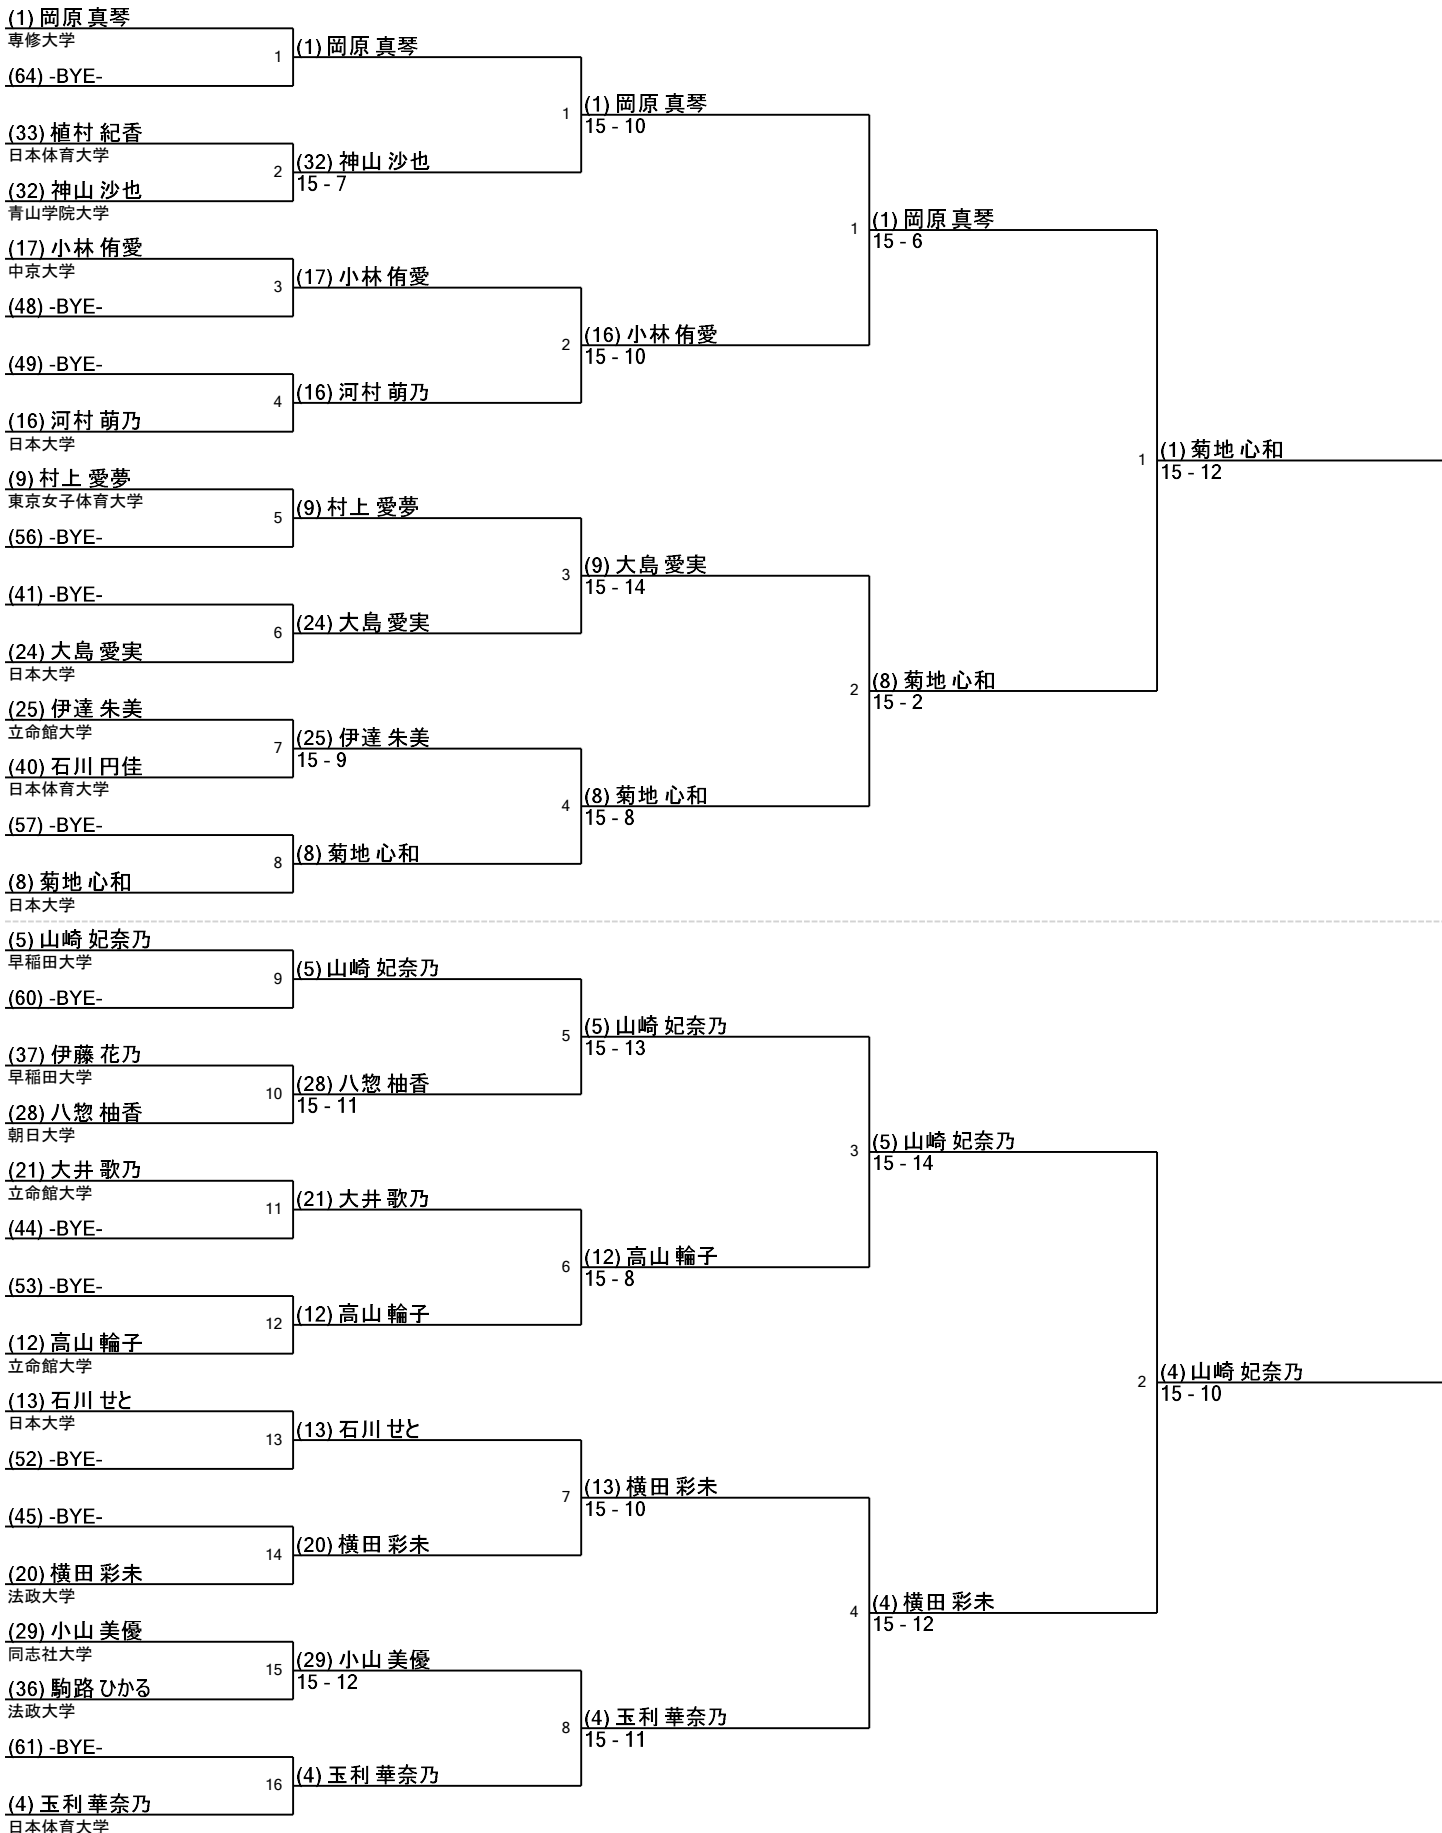 (1) 岡原 真琴
専修大学
1
(1) 岡原 真琴
(64) -BYE-
1
(1) 岡原 真琴
15 - 10
(33) 植村 紀香
日本体育大学
2
(32) 神山 沙也
15 - 7
(32) 神山 沙也
青山学院大学
1
(1) 岡原 真琴
15 - 6
(17) 小林 侑愛
中京大学
3
(17) 小林 侑愛
(48) -BYE-
2
(16) 小林 侑愛
15 - 10
(49) -BYE-
4
(16) 河村 萌乃
(16) 河村 萌乃
日本大学
1
(1) 菊地 心和
15 - 12
(9) 村上 愛夢
東京女子体育大学
5
(9) 村上 愛夢
(56) -BYE-
3
(9) 大島 愛実
15 - 14
(41) -BYE-
6
(24) 大島 愛実
(24) 大島 愛実
日本大学
2
(8) 菊地 心和
15 - 2
(25) 伊達 朱美
立命館大学
7
(25) 伊達 朱美
15 - 9
(40) 石川 円佳
日本体育大学
4
(8) 菊地 心和
15 - 8
(57) -BYE-
8
(8) 菊地 心和
(8) 菊地 心和
日本大学
(5) 山崎 妃奈乃
早稲田大学
9
(5) 山崎 妃奈乃
(60) -BYE-
5
(5) 山崎 妃奈乃
15 - 13
(37) 伊藤 花乃
早稲田大学
10
(28) 八惣 柚香
15 - 11
(28) 八惣 柚香
朝日大学
3
(5) 山崎 妃奈乃
15 - 14
(21) 大井 歌乃
立命館大学
11
(21) 大井 歌乃
(44) -BYE-
6
(12) 高山 輪子
15 - 8
(53) -BYE-
12
(12) 高山 輪子
(12) 高山 輪子
立命館大学
2
(4) 山崎 妃奈乃
15 - 10
(13) 石川 せと
日本大学
13
(13) 石川 せと
(52) -BYE-
7
(13) 横田 彩未
15 - 10
(45) -BYE-
14
(20) 横田 彩未
(20) 横田 彩未
法政大学
4
(4) 横田 彩未
15 - 12
(29) 小山 美優
同志社大学
15
(29) 小山 美優
15 - 12
(36) 駒路 ひかる
法政大学
8
(4) 玉利 華奈乃
15 - 11
(61) -BYE-
16
(4) 玉利 華奈乃
(4) 玉利 華奈乃
日本体育大学